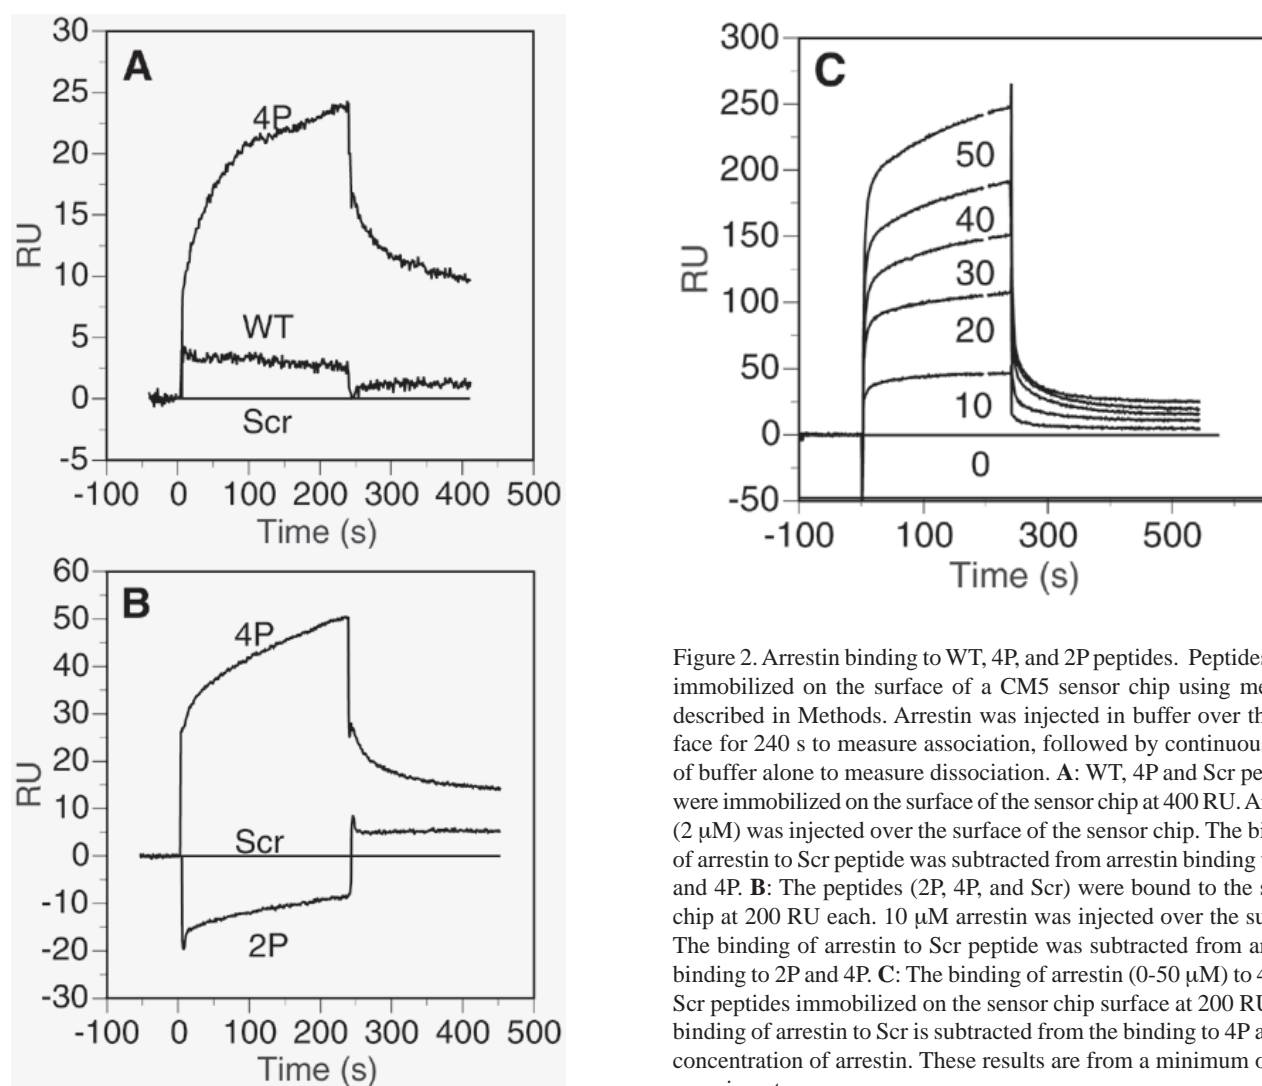 A
30
25
20
15
10
5
0
-5
RU
4P
WT
Scr
-100 0 100 200 300 400 500
Time (s)
B
60
50
40
30
20
10
0
-10
-20
-30
RU
4P
Scr
2P
-100 0 100 200 300 400 500
Time (s)
C
300
250
200
150
100
50
0
-50
RU
50
40
30
20
10
0
-100 100 300 500
Time (s)
Figure 2. Arrestin binding to WT, 4P, and 2P peptides. Peptides
immobilized on the surface of a CM5 sensor chip using me
described in Methods. Arrestin was injected in buffer over th
face for 240 s to measure association, followed by continuous
of buffer alone to measure dissociation. A: WT, 4P and Scr pe
were immobilized on the surface of the sensor chip at 400 RU. A
(2 μM) was injected over the surface of the sensor chip. The bi
of arrestin to Scr peptide was subtracted from arrestin binding
and 4P. B: The peptides (2P, 4P, and Scr) were bound to the s
chip at 200 RU each. 10 μM arrestin was injected over the su
The binding of arrestin to Scr peptide was subtracted from a
binding to 2P and 4P. C: The binding of arrestin (0-50 μM) to 4
Scr peptides immobilized on the sensor chip surface at 200 RU
binding of arrestin to Scr is subtracted from the binding to 4P a
concentration of arrestin. These results are from a minimum o